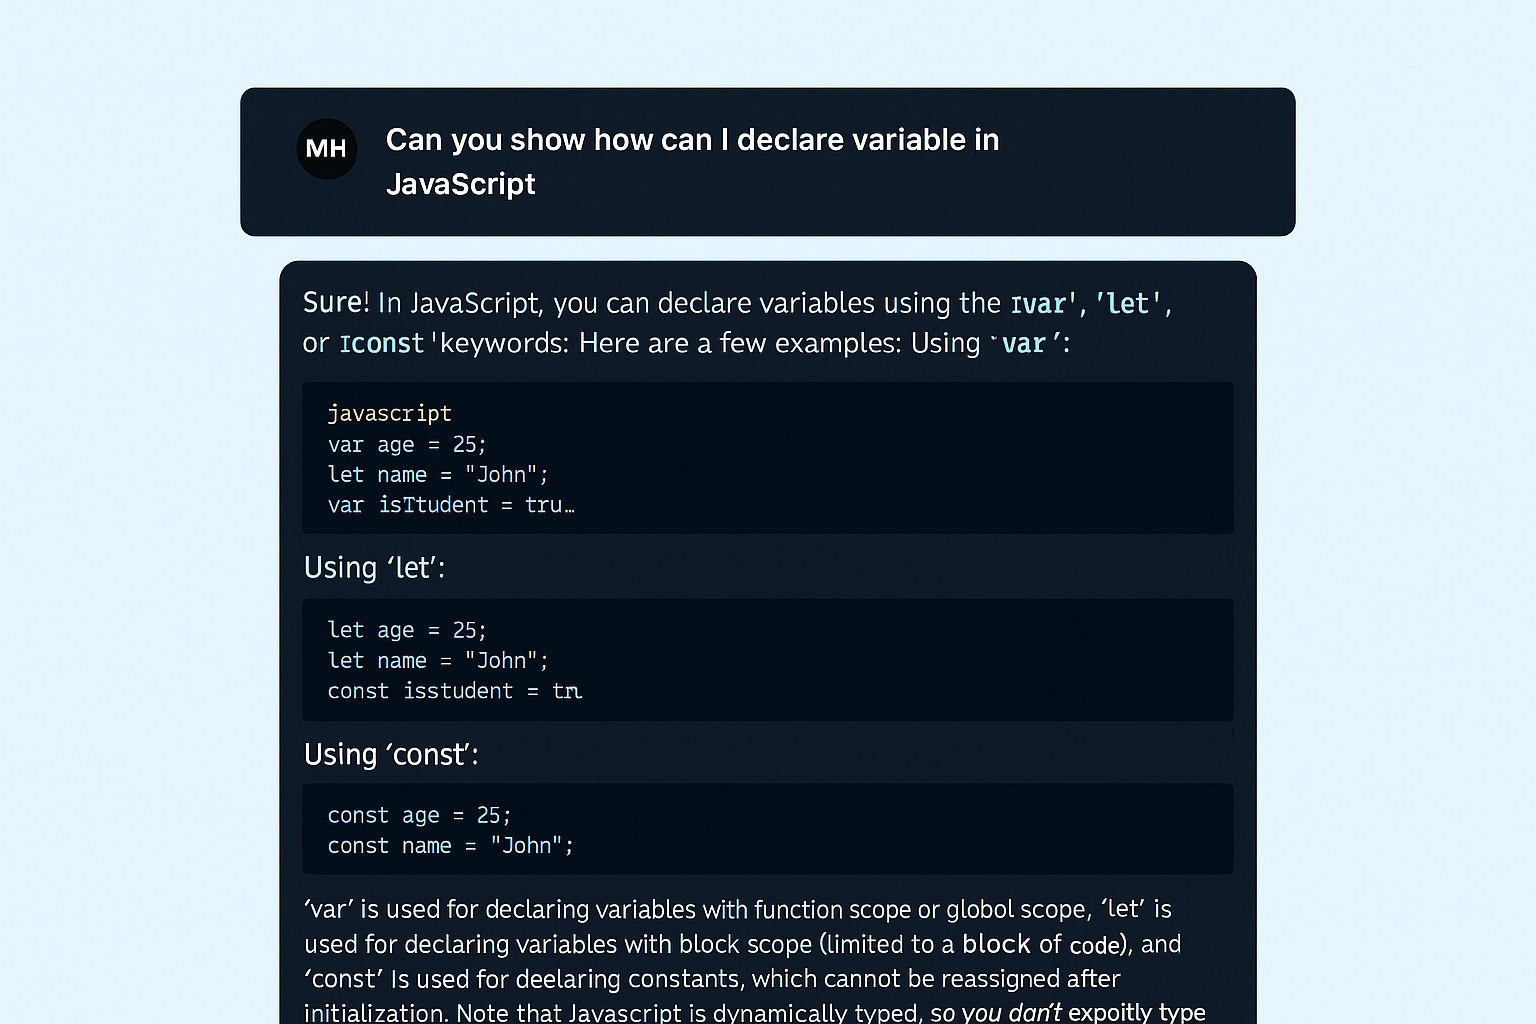 MH
Can you show how can I declare variable in
JavaScript
Sure! In JavaScript, you can declare variables using the ɪvar', 'let',
or ɪconst 'keywords: Here are a few examples: Using `var ’:
javascript
var age = 25;
let name = "John";
var isTtudent = tru…
Using ‘let’:
let age = 25;
let name = "John";
const isstudent = tr
Using ‘const’:
const age = 25;
const name = "John";
‘var’ is used for declaring variables with function scope or globol scope, ‘let’ is
used for declaring variables with block scope (limited to a block of code), and
‘const’ Is used for deelaring constants, which cannot be reassigned after
initialization. Note that Javascript is dynamically typed, so you dan’t expoitly type